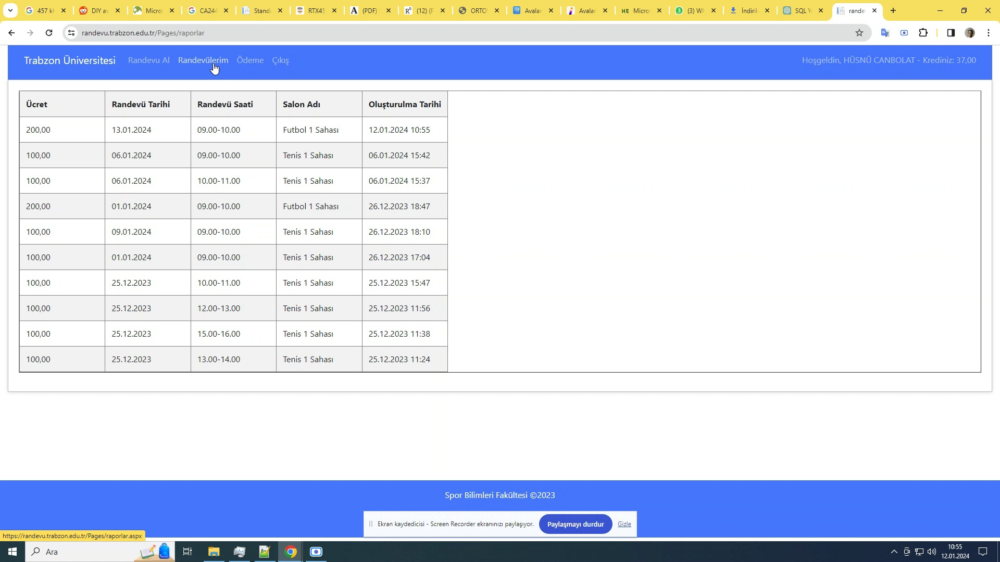 457 kh
DIY av
Micros
CA244
Standa
RTX45
(PDF)
(12) (P
ORTOV
Avalan
Avalan
Micros
(3) Wh
İndirile
SQL Y
rande
randevu.trabzon.edu.tr/Pages/raporlar
Trabzon Üniversitesi Randevu Al Randevülerim Ödeme Çıkış Hoşgeldin, HÜSNÜ CANBOLAT - Krediniz: 37,00
Ücret Randevü Tarihi Randevü Saati Salon Adı Oluşturulma Tarihi
200,00 13.01.2024 09.00-10.00 Futbol 1 Sahası 12.01.2024 10:55
100,00 06.01.2024 09.00-10.00 Tenis 1 Sahası 06.01.2024 15:42
100,00 06.01.2024 10.00-11.00 Tenis 1 Sahası 06.01.2024 15:37
200,00 01.01.2024 09.00-10.00 Futbol 1 Sahası 26.12.2023 18:47
100,00 09.01.2024 09.00-10.00 Tenis 1 Sahası 26.12.2023 18:10
100,00 01.01.2024 09.00-10.00 Tenis 1 Sahası 26.12.2023 17:04
100,00 25.12.2023 10.00-11.00 Tenis 1 Sahası 25.12.2023 15:47
100,00 25.12.2023 12.00-13.00 Tenis 1 Sahası 25.12.2023 11:56
100,00 25.12.2023 15.00-16.00 Tenis 1 Sahası 25.12.2023 11:38
100,00 25.12.2023 13.00-14.00 Tenis 1 Sahası 25.12.2023 11:24
Spor Bilimleri Fakültesi ©2023
Ekran kaydedicisi - Screen Recorder ekranınızı paylaşıyor. Paylaşmayı durdur Gizle
https://randevu.trabzon.edu.tr/Pages/raporlar.aspx
Ara
10:55
12.01.2024